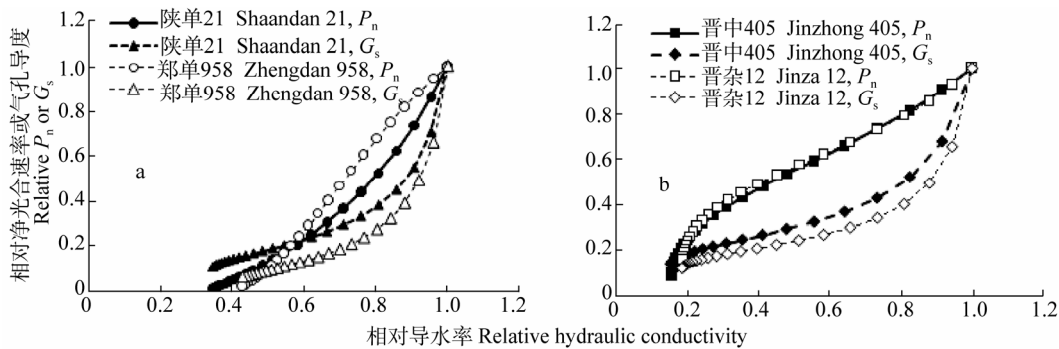 相对净光合速率或气孔导度
Relative Pn or Gs
1.2
1.0
0.8
0.6
0.4
0.2
0
陕单21 Shaandan 21, Pn
陕单21 Shaandan 21, Gs
郑单958 Zhengdan 958, Pn
郑单958 Zhengdan 958, Gs
a
0 0.2 0.4 0.6 0.8 1.0 1.2
1.2
1.0
0.8
0.6
0.4
0.2
0
晋中405 Jinzhong 405, Pn
晋中405 Jinzhong 405, Gs
晋杂12 Jinza 12, Pn
晋杂12 Jinza 12, Gs
b
0 0.2 0.4 0.6 0.8 1.0 1.2
相对导水率 Relative hydraulic conductivity